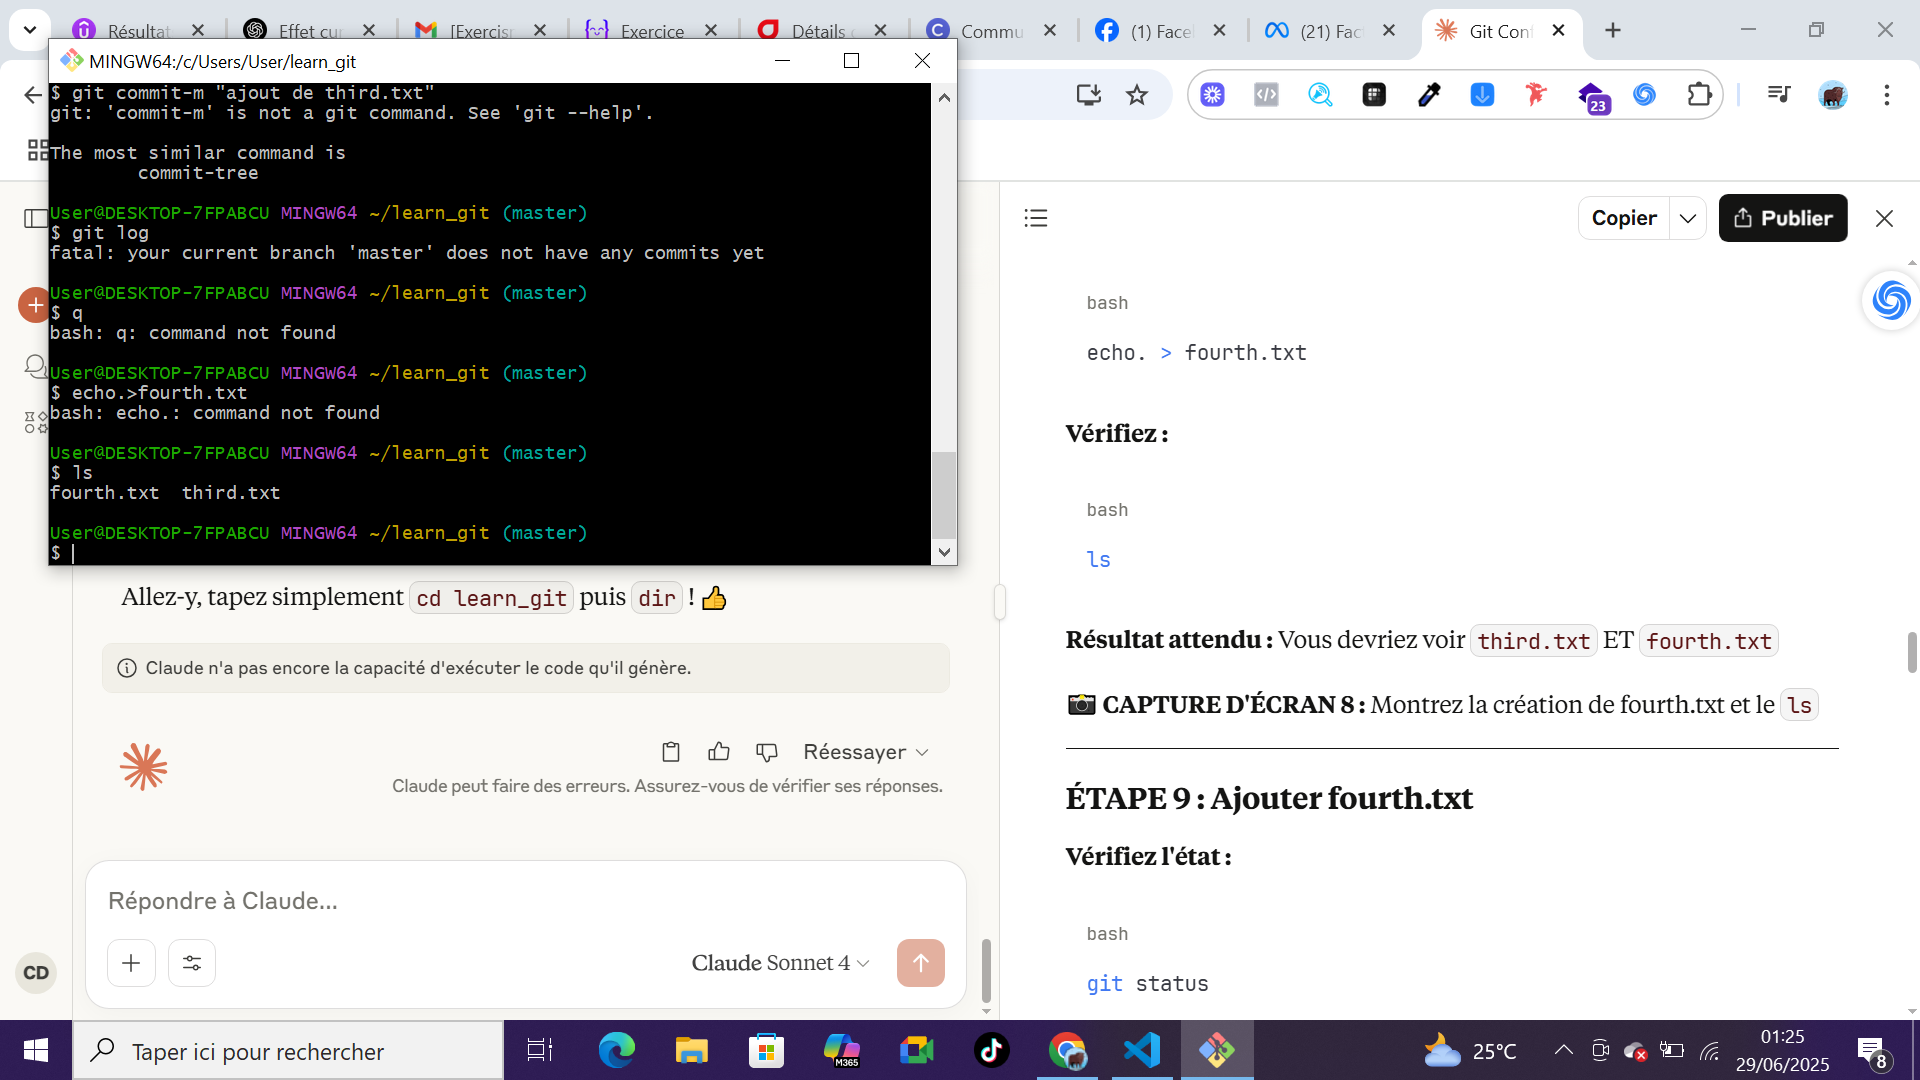 Résultat
Effet cu
[Exercis
Exercice
Détails
Commu
(1) Face
(21) Fac
Git Conf
MINGW64:/c/Users/User/learn_git
$ git commit-m "ajout de third.txt"
git: 'commit-m' is not a git command. See 'git --help'.
The most similar command is
commit-tree
User@DESKTOP-7FPABCU MINGW64 ~/learn_git (master)
$ git log
fatal: your current branch 'master' does not have any commits yet
User@DESKTOP-7FPABCU MINGW64 ~/learn_git (master)
$ q
bash: q: command not found
User@DESKTOP-7FPABCU MINGW64 ~/learn_git (master)
$ echo.>fourth.txt
bash: echo.: command not found
User@DESKTOP-7FPABCU MINGW64 ~/learn_git (master)
$ ls
fourth.txt  third.txt
User@DESKTOP-7FPABCU MINGW64 ~/learn_git (master)
$
23
Allez-y, tapez simplement cd learn_git puis dir ! 👍
Claude n'a pas encore la capacité d'exécuter le code qu'il génère.
Réessayer
Claude peut faire des erreurs. Assurez-vous de vérifier ses réponses.
Répondre à Claude...
Claude Sonnet 4
CD
Copier
Publier
bash
echo. > fourth.txt
Vérifiez :
bash
ls
Résultat attendu : Vous devriez voir third.txt ET fourth.txt
📸 CAPTURE D'ÉCRAN 8 : Montrez la création de fourth.txt et le ls
ÉTAPE 9 : Ajouter fourth.txt
Vérifiez l'état :
bash
git status
Taper ici pour rechercher
M365
25°C
01:25
29/06/2025
8